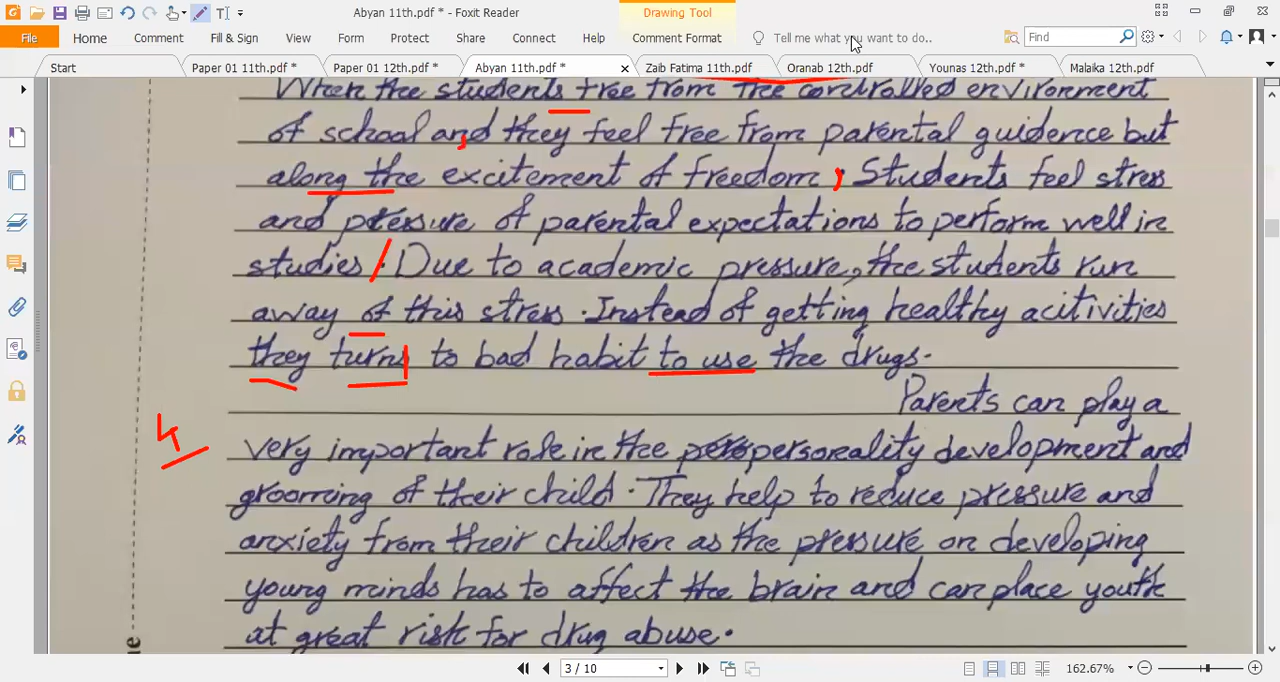 Abyan 11th.pdf * - Foxit Reader
Drawing Tool
File Home Comment Fill & Sign View Form Protect Share Connect Help Comment Format Tell me what you want to do.. Find
Start Paper 01 11th.pdf * Paper 01 12th.pdf * Abyan 11th.pdf * Zaib Fatima 11th.pdf Oranab 12th.pdf Younas 12th.pdf * Malaika 12th.pdf
When the students free from the controlled environment
of school and they feel free from parental guidence but
along the excitement of freedom, Students feel stress
and pressure of parental expectations to perform well in
studies/. Due to academic pressure, the students run
away of this stress. Instead of getting healthy acitivities
they turns to bad habit to use the drugs.
Parents can play a
very important role in the personality development and
grooming of their child. They help to reduce pressure and
anxiety from their children as the pressure on developing
young minds has to affect the brain and can place youth
at great risk for drug abuse.
3 / 10
162.67%